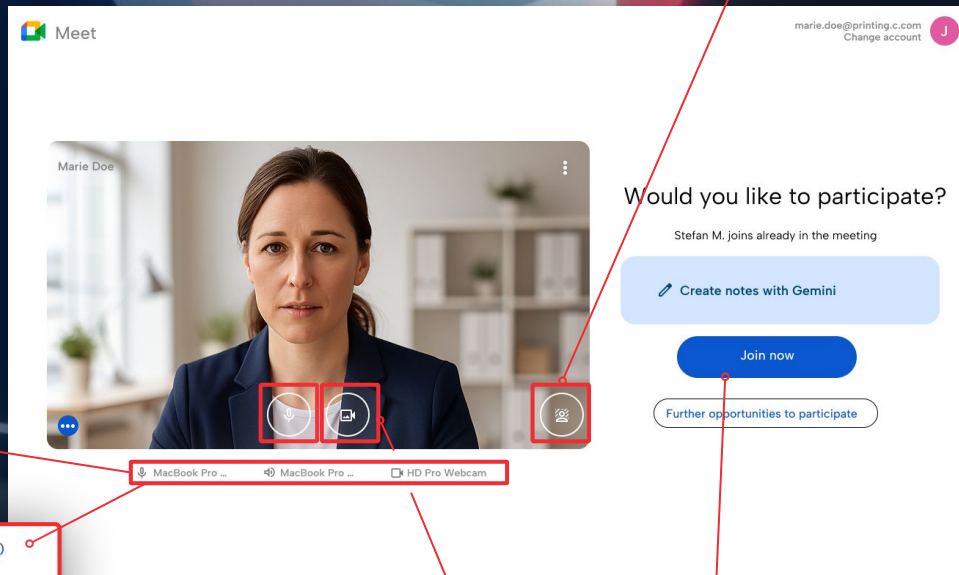 Meet
marie.doe@printing.c.com
Change account
J
Marie Doe
Would you like to participate?
Stefan M. joins already in the meeting
Create notes with Gemini
Join now
Further opportunities to participate
MacBook Pro ...
MacBook Pro ...
HD Pro Webcam
)